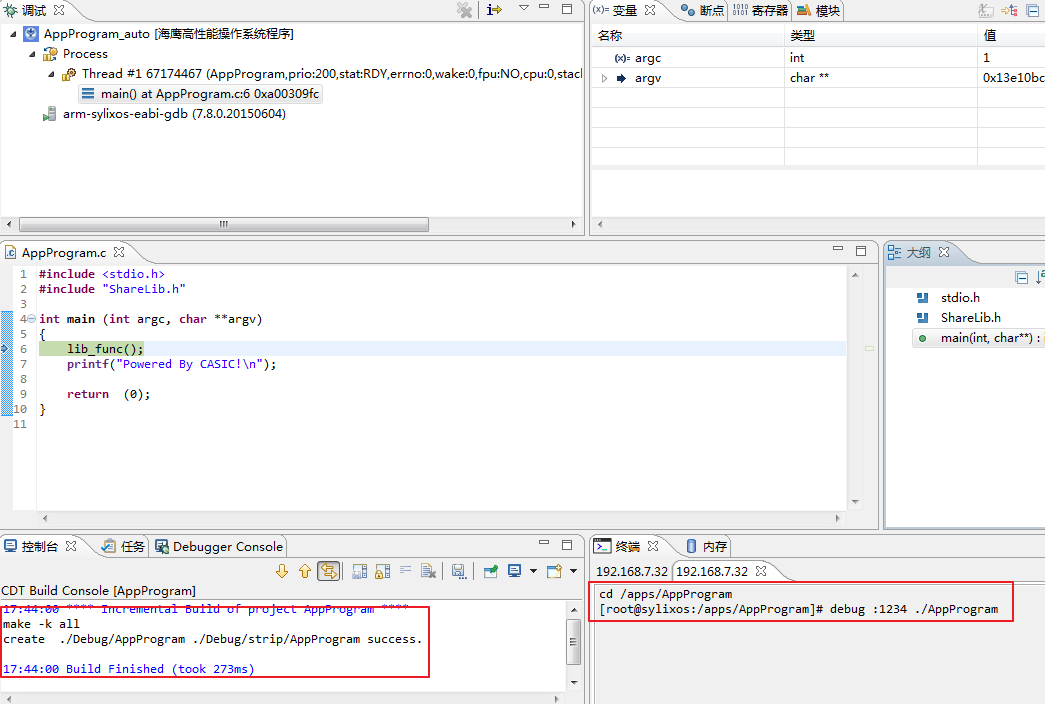 调试
AppProgram_auto [海鹰高性能操作系统程序]
Process
Thread #1 67174467 (AppProgram,prio:200,stat:RDY,errno:0,wake:0,fpu:NO,cpu:0,stack
main() at AppProgram.c:6 0xa00309fc
arm-sylixos-eabi-gdb (7.8.0.20150604)
(x)= 变量 断点 1010 0101 寄存器 模块
名称 类型 值
(x)= argc int 1
argv char ** 0x13e10bc
AppProgram.c
1 #include <stdio.h>
2 #include "ShareLib.h"
3
4 int main (int argc, char **argv)
5 {
6 lib_func();
7 printf("Powered By CASIC!\n");
8
9 return (0);
10 }
11
大纲
stdio.h
ShareLib.h
main(int, char**) :
控制台 任务 Debugger Console
CDT Build Console [AppProgram]
17:44:00 **** Incremental Build of project AppProgram ****
make -k all
create ./Debug/AppProgram ./Debug/strip/AppProgram success.
17:44:00 Build Finished (took 273ms)
终端 内存
192.168.7.32 192.168.7.32
cd /apps/AppProgram
[root@sylixos:/apps/AppProgram]# debug :1234 ./AppProgram